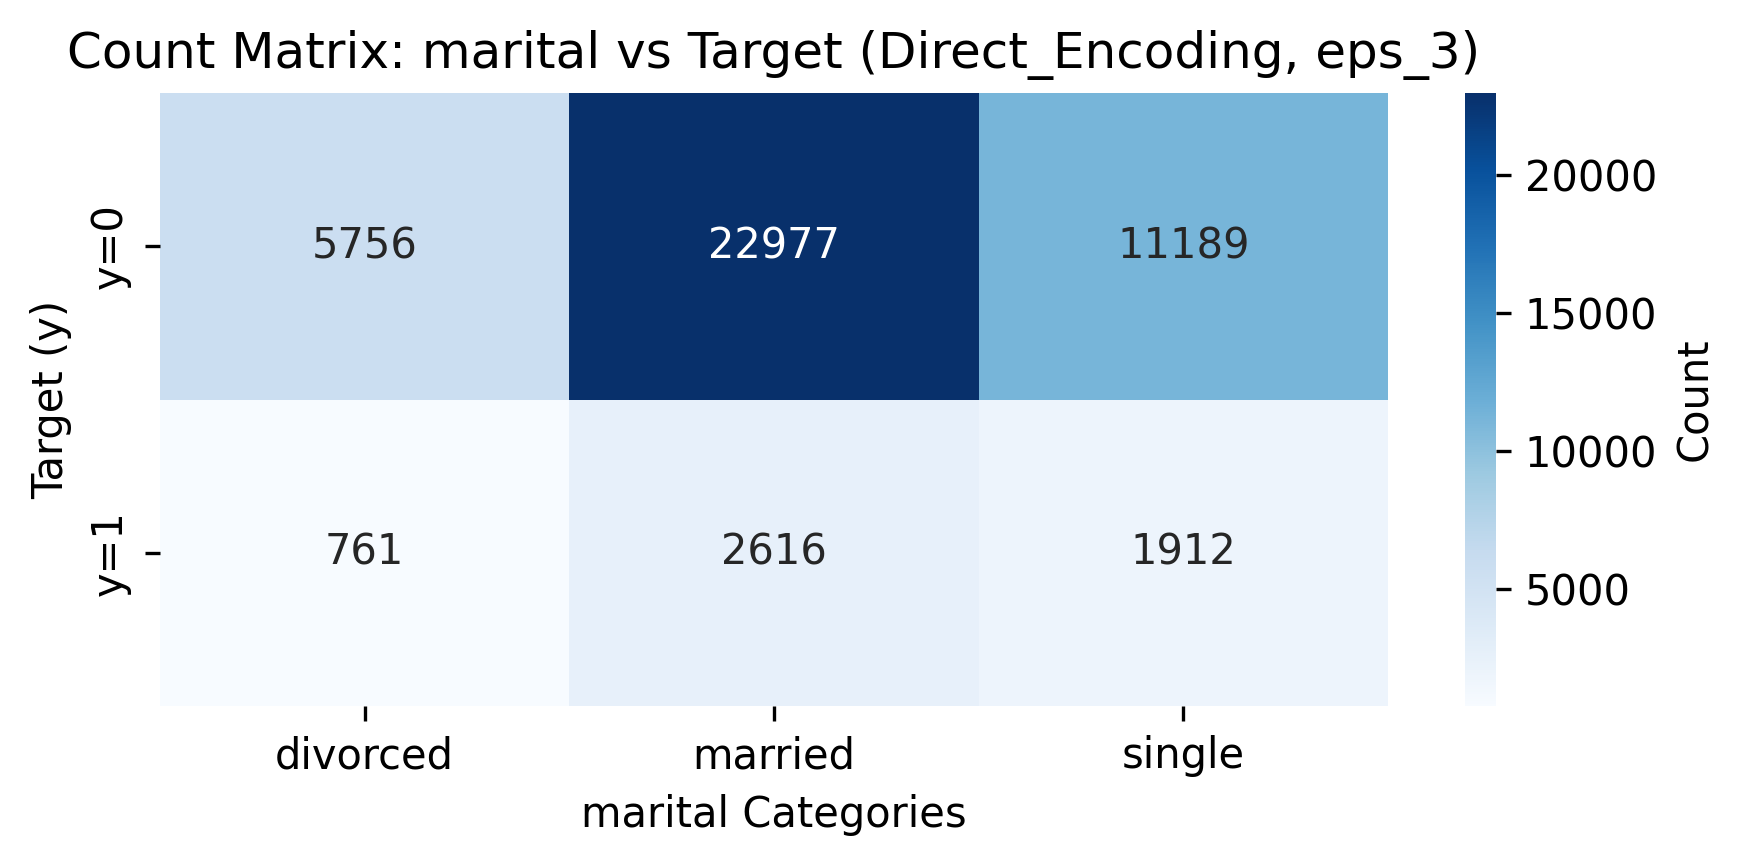 Count Matrix: marital vs Target (Direct_Encoding, eps_3)
Target (y)
y=0
5756 22977 11189
y=1
761 2616 1912
divorced married single
marital Categories
20000
15000
10000
5000
Count